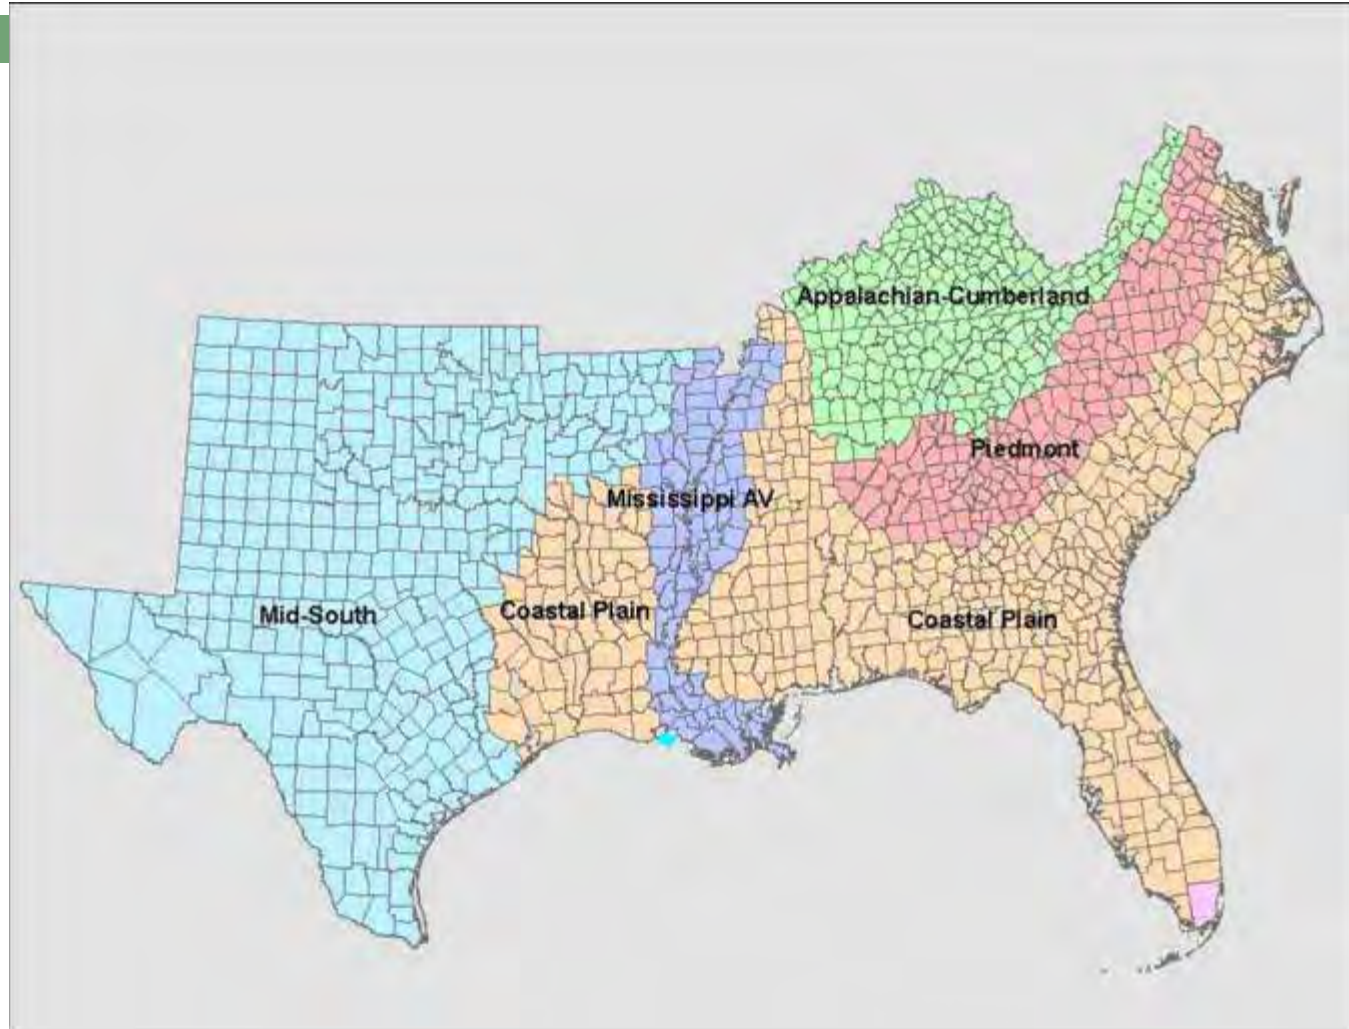 Appalachian-Cumberland
Piedmont
Mississippi AV
Mid-South
Coastal Plain
Coastal Plain